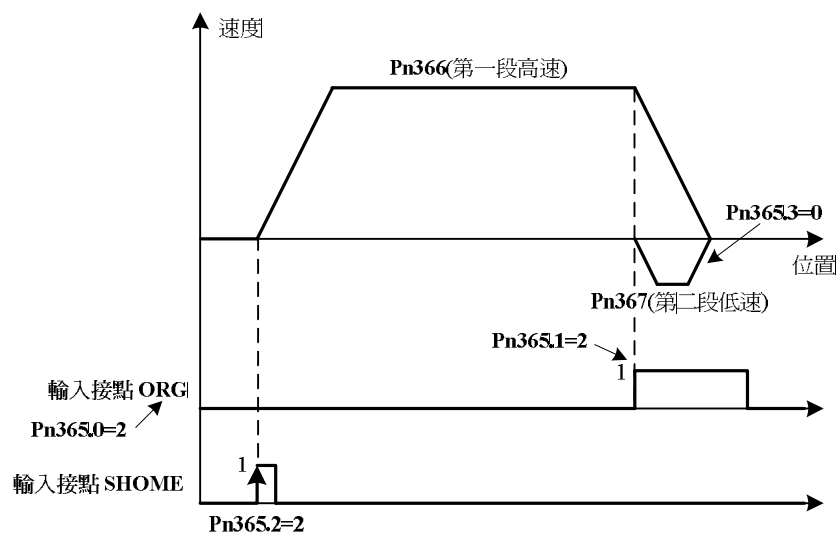 速度
Pn366(第一段高速)
Pn365.3=0
位置
Pn367(第二段低速)
Pn365.1=2
1
輸入接點 ORG
Pn365.0=2
1
輸入接點 SHOME
Pn365.2=2